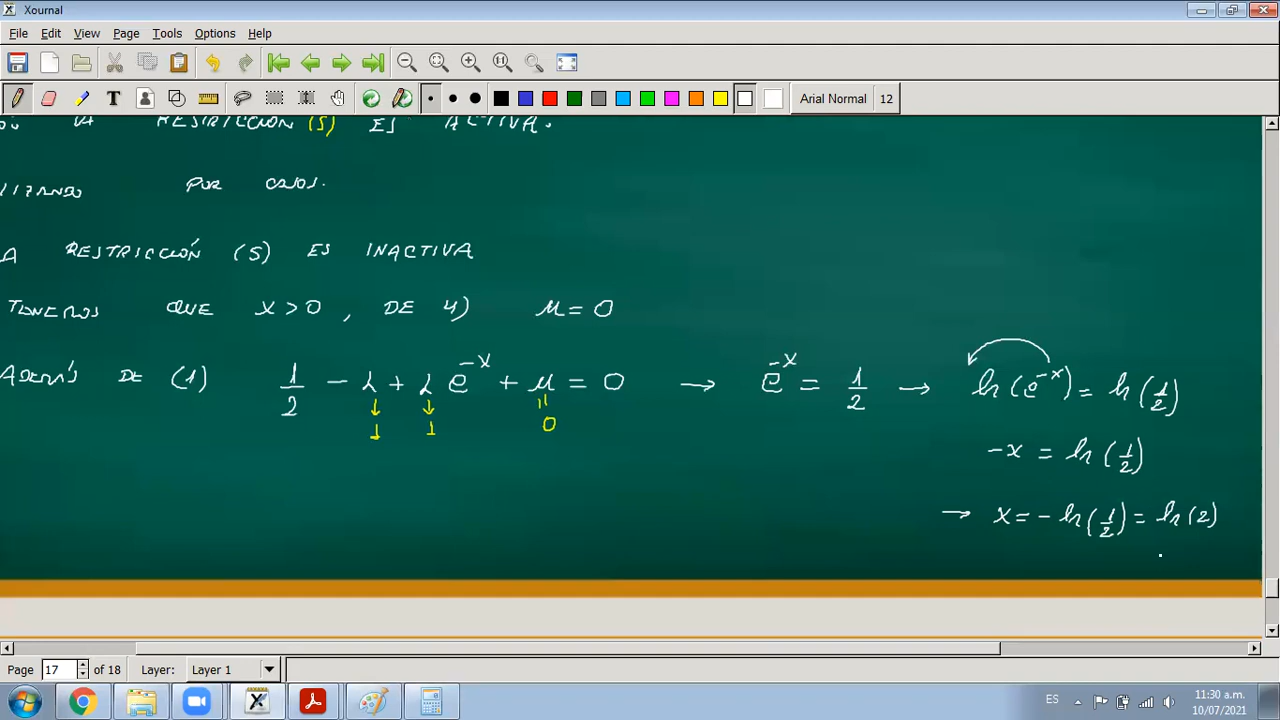 Xournal
File Edit View Page Tools Options Help
Arial Normal 12
LA RESTRICCIÓN (5) ES ACTIVA.
POR CASOS.
RESTRICCIÓN (5) ES INACTIVA
TENEMOS QUE X > 0 , DE 4) μ = 0
ADEMÁS DE (1) 1/2 - λ + λ e^{-x} + μ = 0 → e^{-x} = 1/2 → ln(e^{-x}) = ln(1/2)
↓ ↓ ||
1 1 0
-x = ln(1/2)
→ x = -ln(1/2) = ln(2)
Page 17 of 18 Layer: Layer 1
ES 11:30 a.m.
10/07/2021